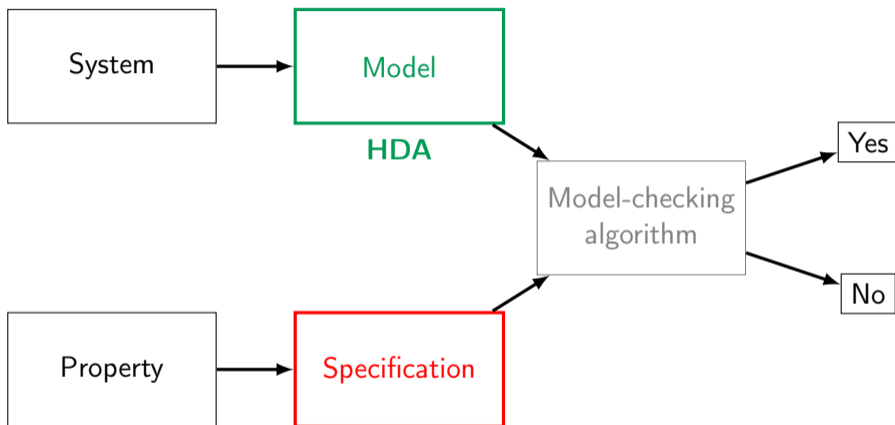 System
Model
HDA
Yes
Model-checking
algorithm
No
Property
Specification